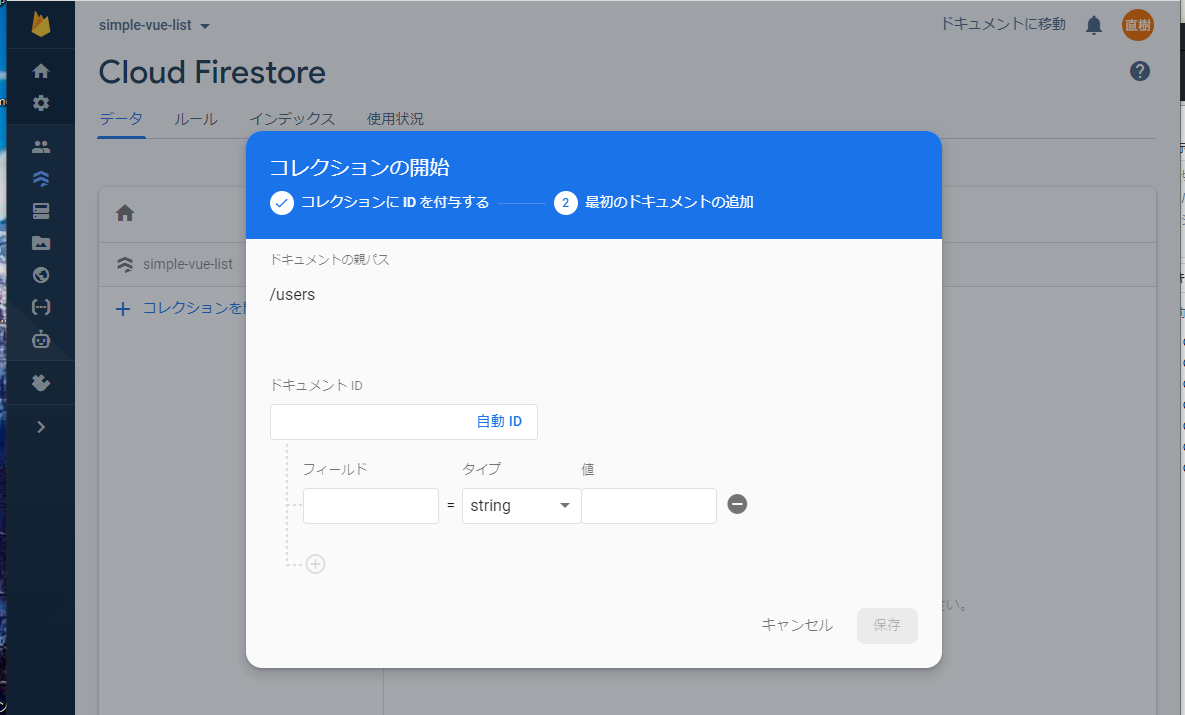 simple-vue-list
ドキュメントに移動
直樹
Cloud Firestore
データ
ルール
インデックス
使用状況
コレクションの開始
コレクションに ID を付与する
2 最初のドキュメントの追加
simple-vue-list
コレクションを
ドキュメントの親パス
/users
ドキュメント ID
自動 ID
フィールド
タイプ
値
=
string
さい。
キャンセル
保存